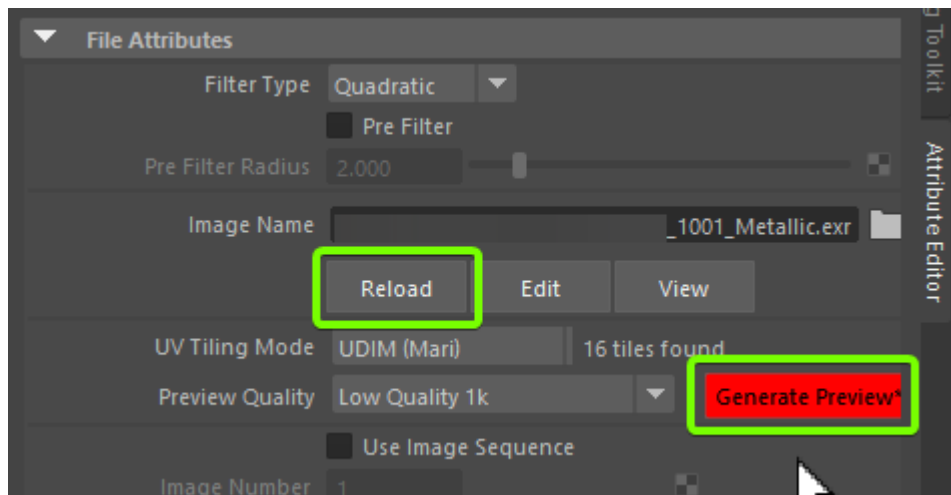 File Attributes
Filter Type Quadratic
Pre Filter
Pre Filter Radius 2.000
Image Name _1001_Metallic.exr
Reload Edit View
UV Tiling Mode UDIM (Mari) 16 tiles found
Preview Quality Low Quality 1k Generate Preview*
Use Image Sequence
Image Number 1
Toolkit
Attribute Editor